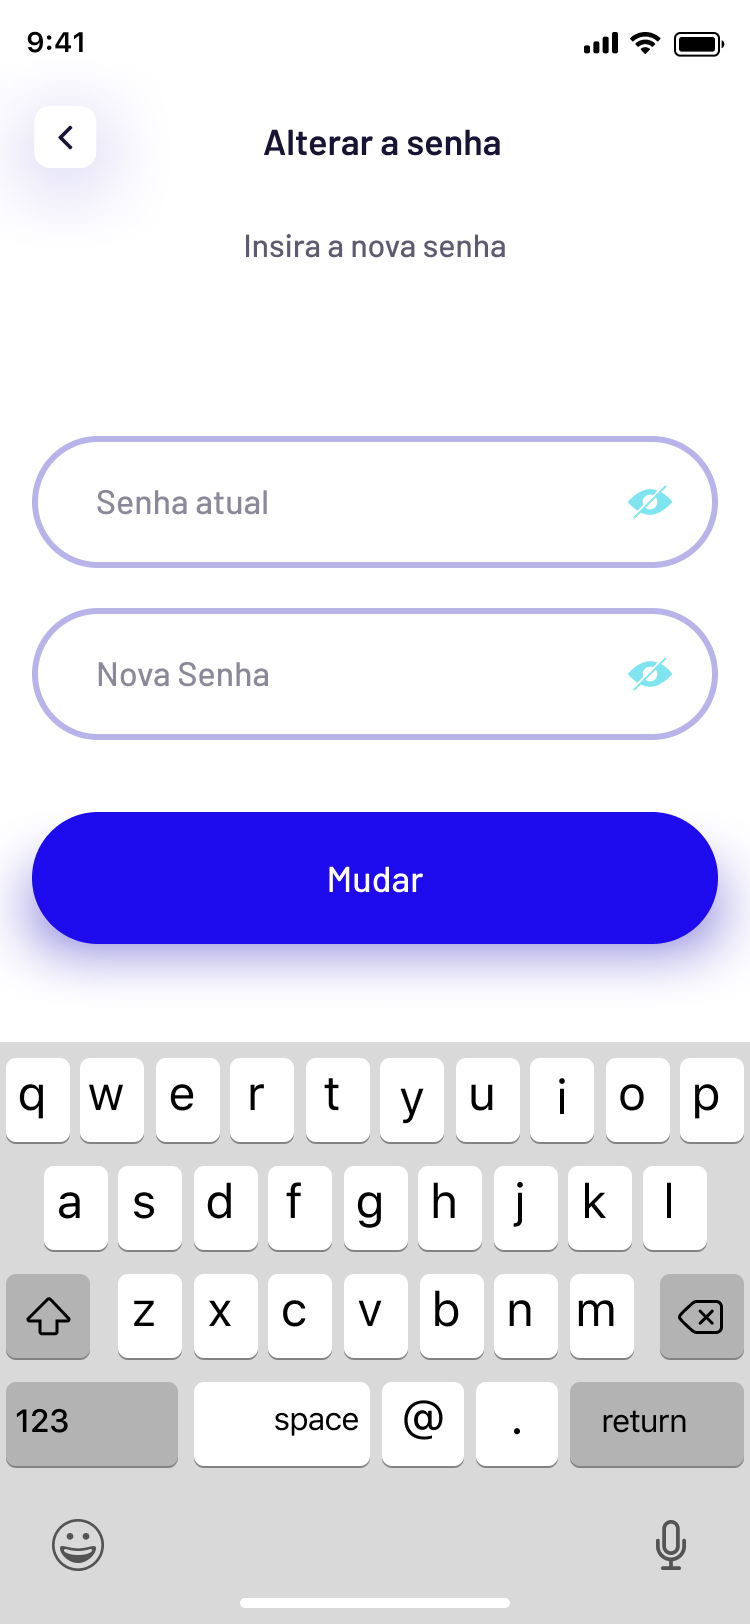 9:41
Alterar a senha
Insira a nova senha
Senha atual
Nova Senha
Mudar
q w e r t y u i o p
a s d f g h j k l
z x c v b n m
123 space @ . return